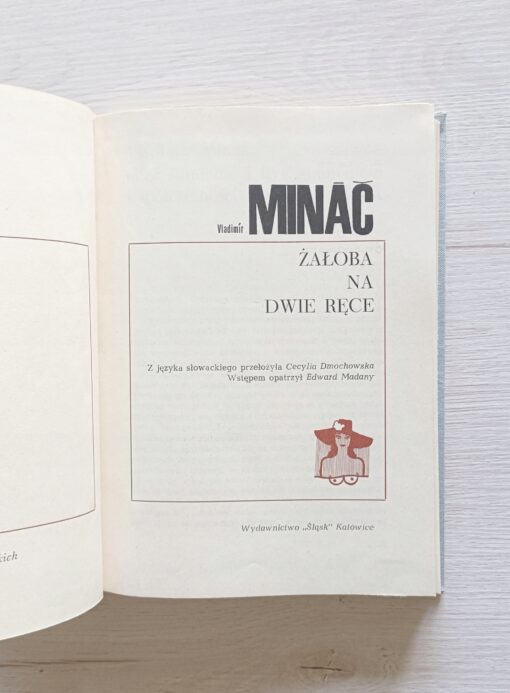 Vladimír MINÁČ
ŻAŁOBA
NA
DWIE RĘCE
Z języka słowackiego przełożyła Cecylia Dmochowska
Wstępem opatrzył Edward Madany
Wydawnictwo „Śląsk" Katowice